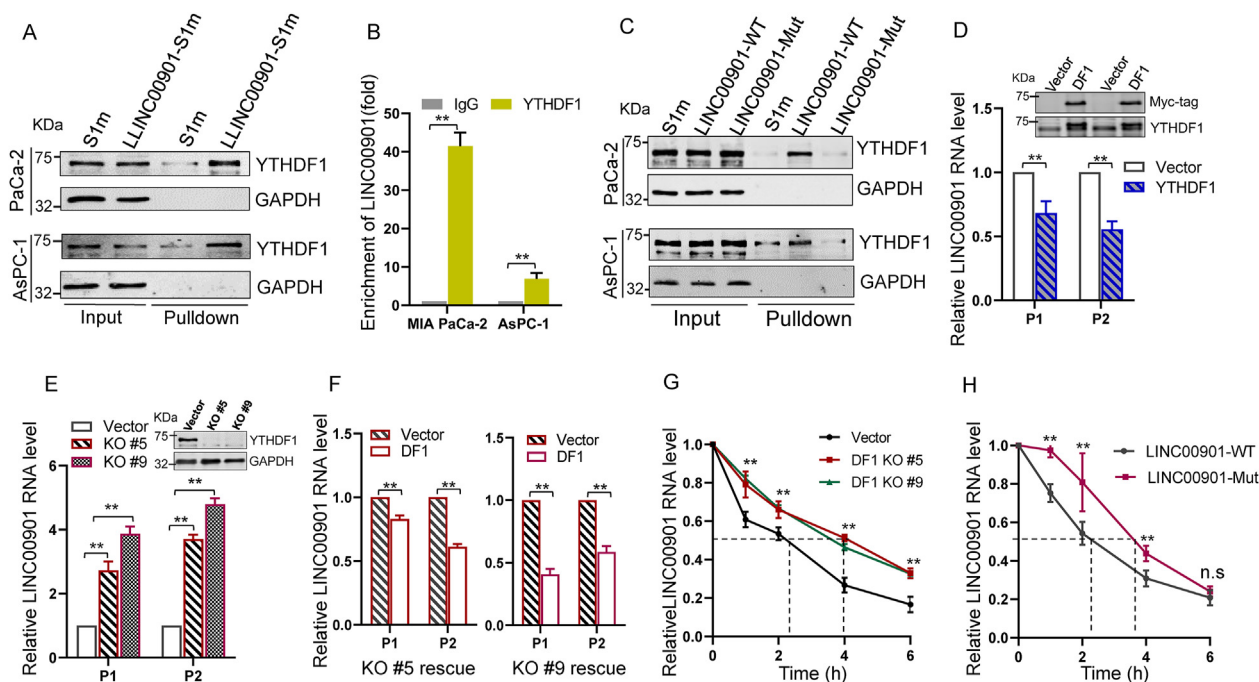 A
LLINC00901-S1m
LLINC00901-S1m
S1m
S1m
KDa
PaCa-2
75
YTHDF1
32
GAPDH
AsPC-1
75
YTHDF1
32
GAPDH
Input
Pulldown
B
IgG
YTHDF1
Enrichment of LINC00901(fold)
50
40
30
20
10
0
**
**
MIA PaCa-2
AsPC-1
C
S1m
LINC00901-WT
LINC00901-Mut
S1m
LINC00901-WT
LINC00901-Mut
KDa
PaCa-2
75
YTHDF1
32
GAPDH
AsPC-1
75
YTHDF1
32
GAPDH
Input
Pulldown
D
Vector
DF1
Vector
DF1
KDa
75
Myc-tag
75
YTHDF1
Relative LINC00901 RNA level
1.5
1.0
0.5
0.0
**
**
Vector
YTHDF1
P1
P2
E
Vector
KO #5
KO #9
Vector
KO #5
KO #9
KDa
75
YTHDF1
32
GAPDH
Relative LINC00901 RNA level
6
4
2
0
**
**
**
**
P1
P2
F
Vector
DF1
Relative LINC00901 RNA level
1.5
1.0
0.5
0.0
**
**
P1
P2
KO #5 rescue
Vector
DF1
1.5
1.0
0.5
0.0
**
**
P1
P2
KO #9 rescue
G
Vector
DF1 KO #5
DF1 KO #9
RelativeLINC00901 RNA level
1.0
0.8
0.6
0.4
0.2
0.0
**
**
**
**
0
2
4
6
Time (h)
H
LINC00901-WT
LINC00901-Mut
Relative LINC00901 RNA level
1.0
0.8
0.6
0.4
0.2
0.0
**
**
**
n.s
0
2
4
6
Time (h)